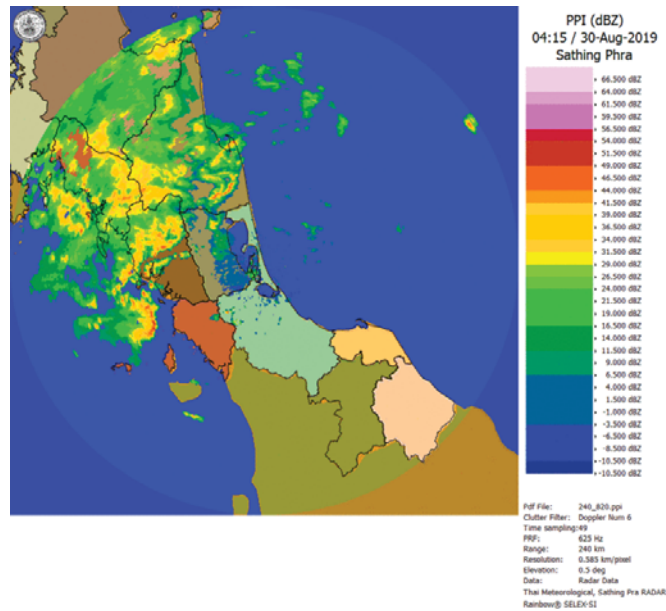 PPI (dBZ)
04:15 / 30-Aug-2019
Sathing Phra
66.500 dBZ
64.000 dBZ
61.500 dBZ
59.300 dBZ
56.500 dBZ
54.000 dBZ
51.500 dBZ
49.000 dBZ
46.500 dBZ
44.000 dBZ
41.500 dBZ
39.000 dBZ
36.500 dBZ
34.000 dBZ
31.500 dBZ
29.000 dBZ
26.500 dBZ
24.000 dBZ
21.500 dBZ
19.000 dBZ
16.500 dBZ
14.000 dBZ
11.500 dBZ
9.000 dBZ
6.500 dBZ
4.000 dBZ
1.500 dBZ
-1.000 dBZ
-3.500 dBZ
-6.500 dBZ
-8.500 dBZ
-10.500 dBZ
-10.500 dBZ
Pdf File: 240_820.ppi
Clutter Filter: Doppler Num 6
Time sampling:49
PRF: 625 Hz
Range: 240 km
Resolution: 0.585 km/pixel
Elevation: 0.5 deg
Data: Radar Data
Thai Meteorological, Sathing Pra RADAR
Rainbow® SELEX-SI